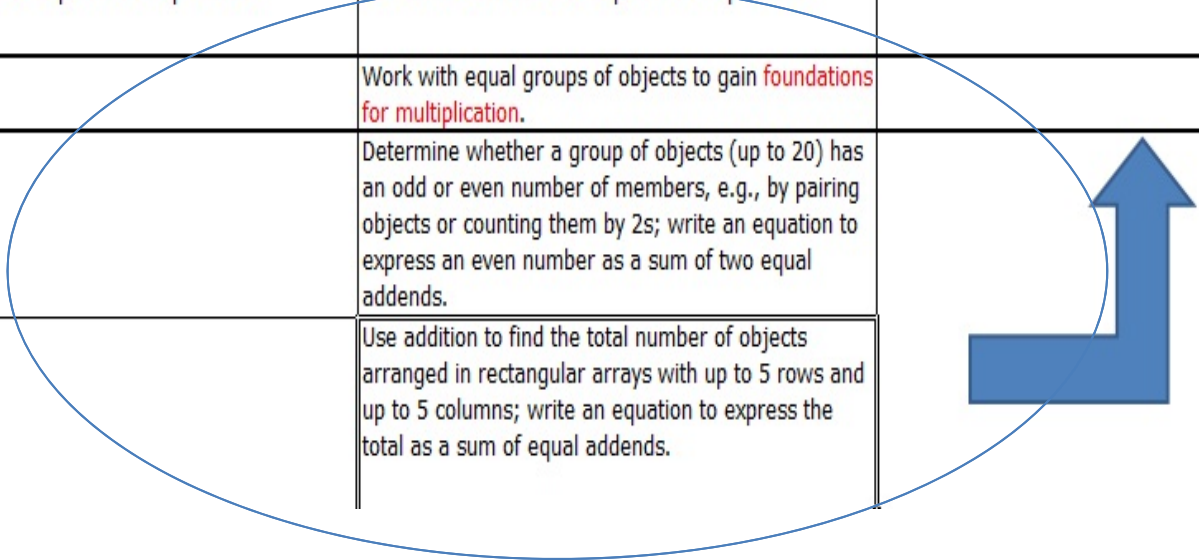 Work with equal groups of objects to gain foundations
for multiplication.
Determine whether a group of objects (up to 20) has
an odd or even number of members, e.g., by pairing
objects or counting them by 2s; write an equation to
express an even number as a sum of two equal
addends.
Use addition to find the total number of objects
arranged in rectangular arrays with up to 5 rows and
up to 5 columns; write an equation to express the
total as a sum of equal addends.